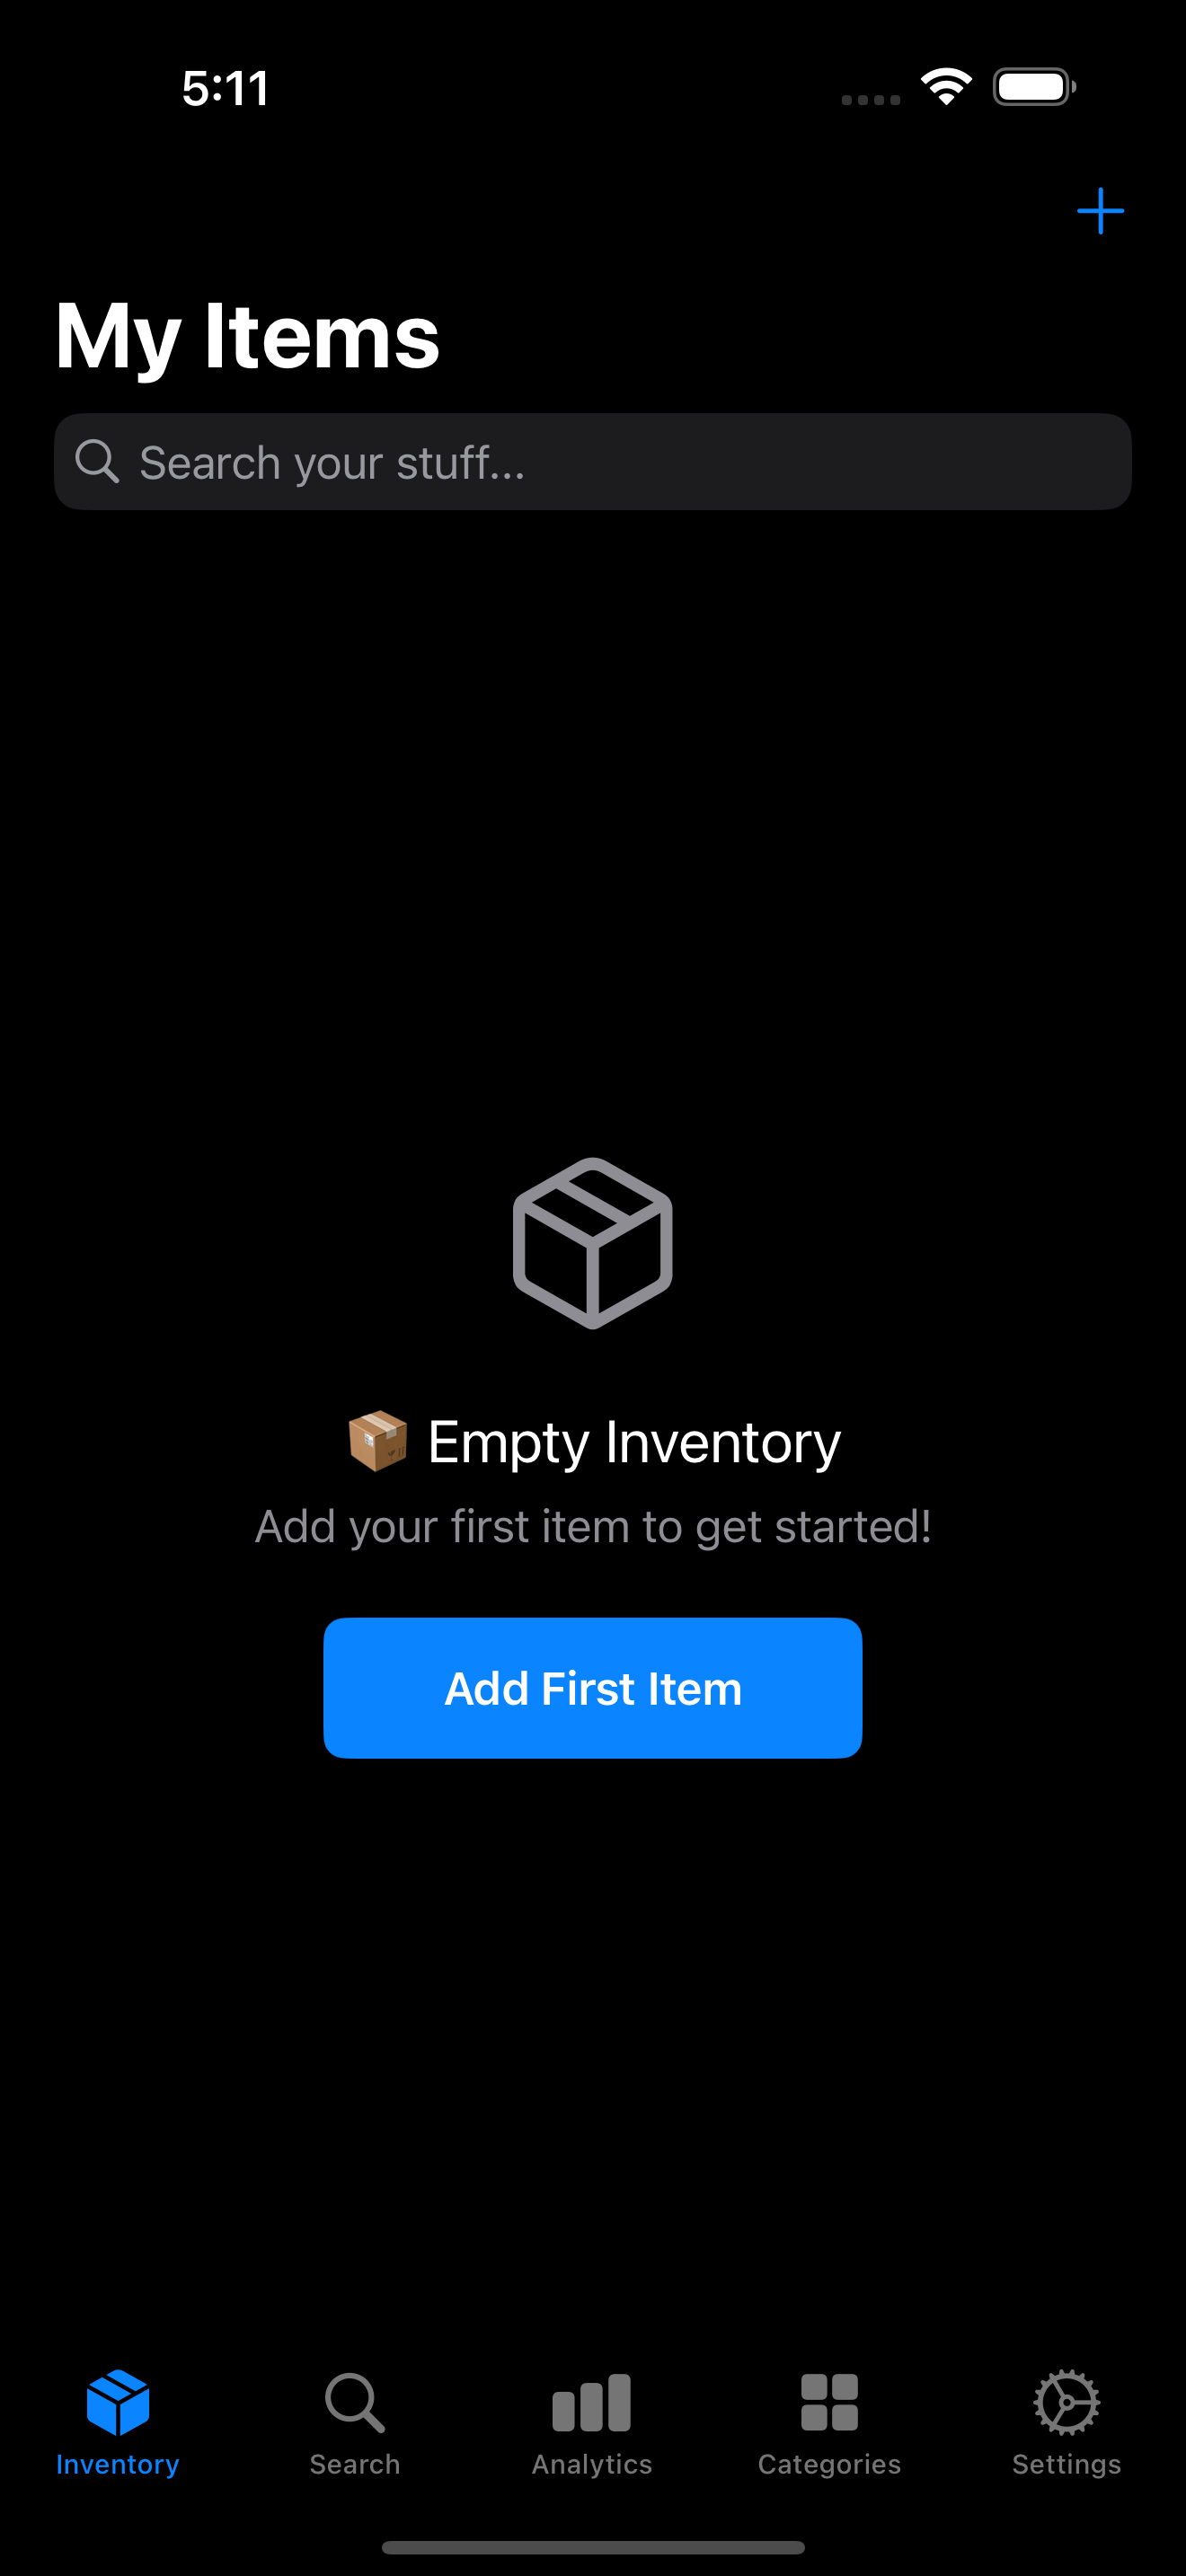 5:11
My Items
Search your stuff...
📦 Empty Inventory
Add your first item to get started!
Add First Item
Inventory
Search
Analytics
Categories
Settings